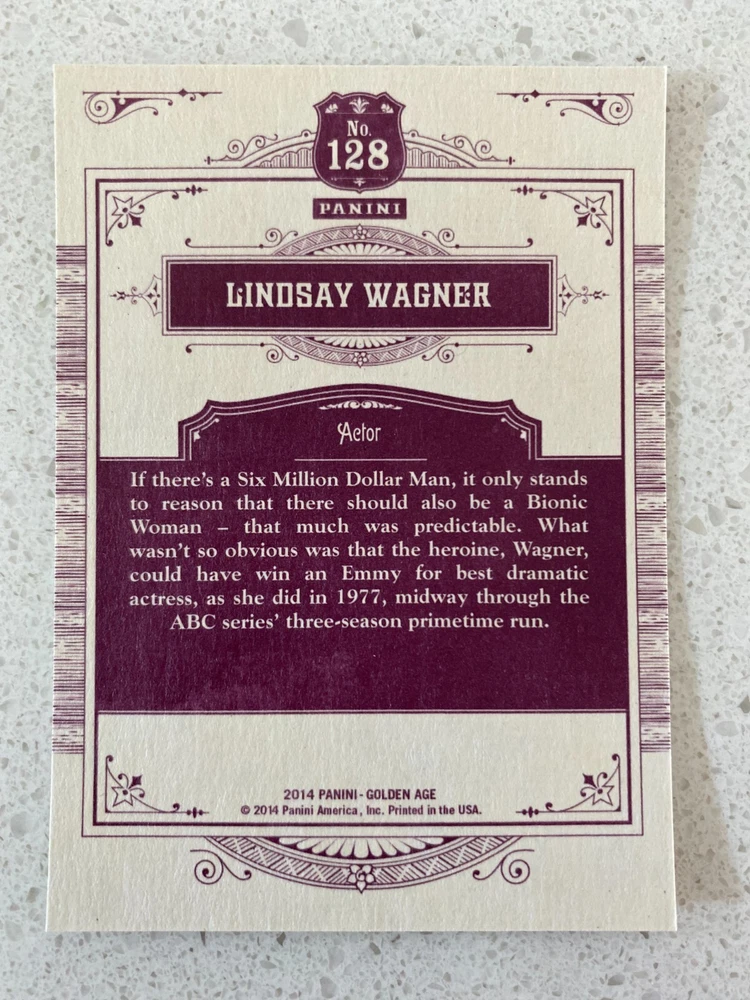 No.
128
PANINI
LINDSAY WAGNER
Actor
If there's a Six Million Dollar Man, it only stands
to reason that there should also be a Bionic
Woman – that much was predictable. What
wasn't so obvious was that the heroine, Wagner,
could have win an Emmy for best dramatic
actress, as she did in 1977, midway through the
ABC series' three-season primetime run.
2014 PANINI - GOLDEN AGE
© 2014 Panini America, Inc. Printed in the USA.